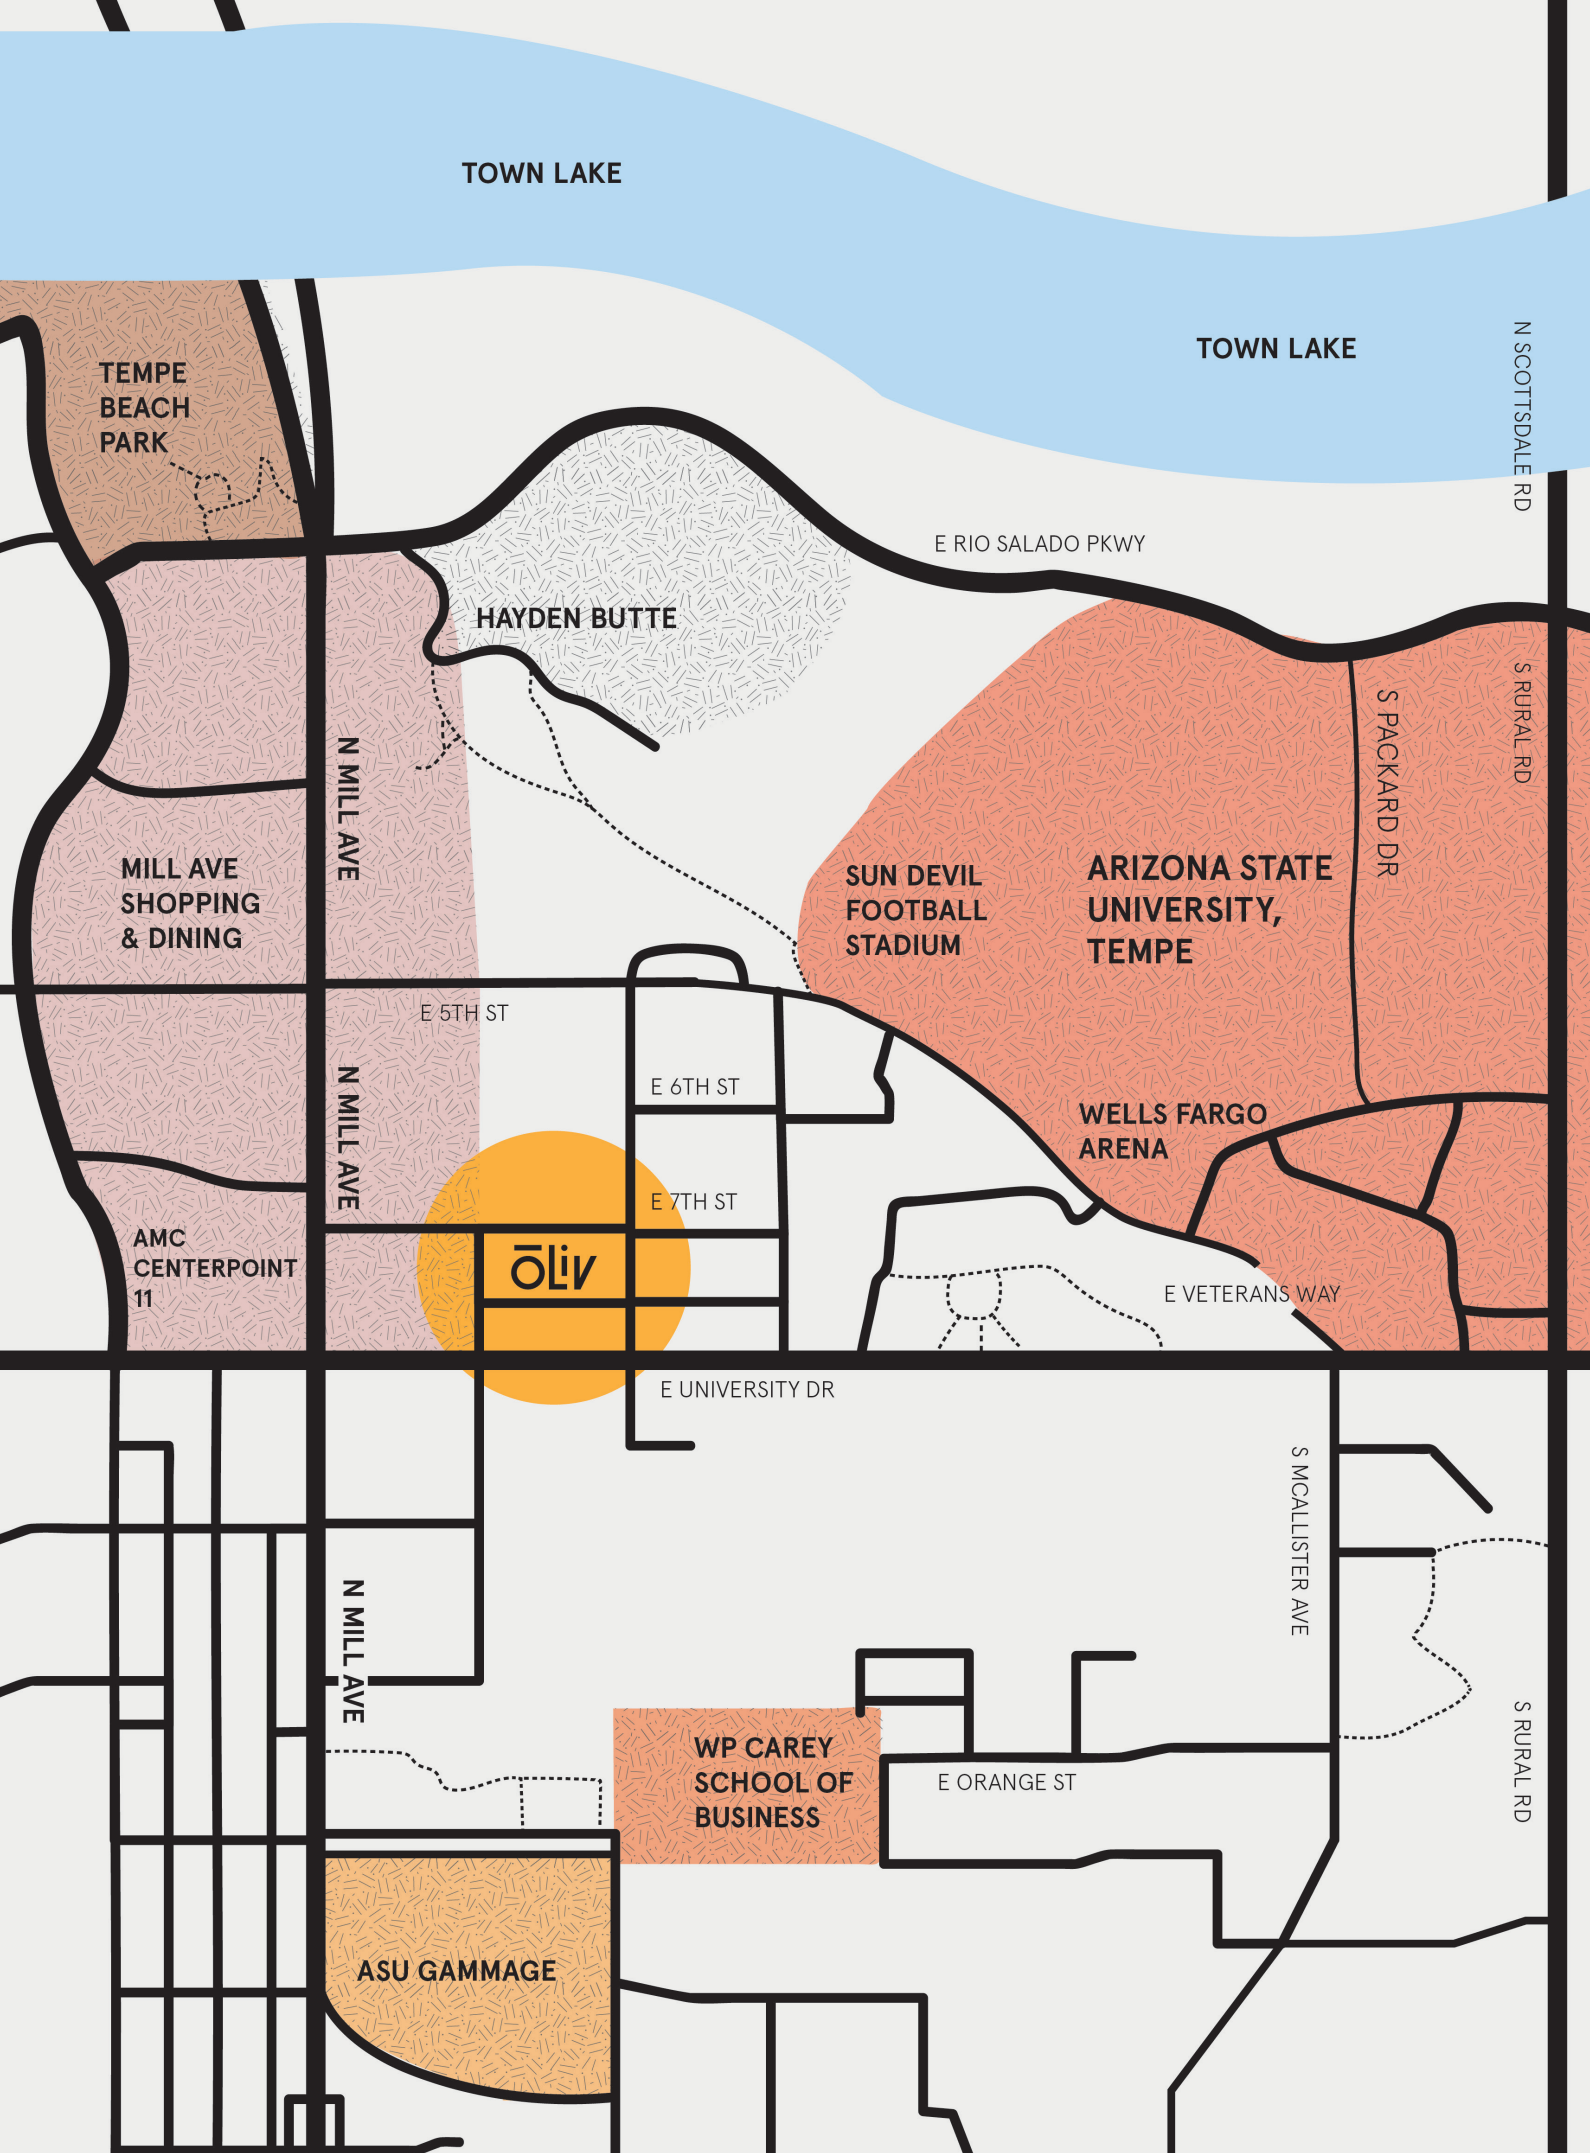 TOWN LAKE
TOWN LAKE
N SCOTTSDALE RD
TEMPE
BEACH
PARK
E RIO SALADO PKWY
HAYDEN BUTTE
S RURAL RD
S PACKARD DR
N MILL AVE
MILL AVE
SHOPPING
& DINING
SUN DEVIL
FOOTBALL
STADIUM
ARIZONA STATE
UNIVERSITY,
TEMPE
E 5TH ST
N MILL AVE
E 6TH ST
WELLS FARGO
ARENA
E 7TH ST
AMC
CENTERPOINT
11
ōLiv
E VETERANS WAY
E UNIVERSITY DR
S MCALLISTER AVE
N MILL AVE
S RURAL RD
WP CAREY
SCHOOL OF
BUSINESS
E ORANGE ST
ASU GAMMAGE